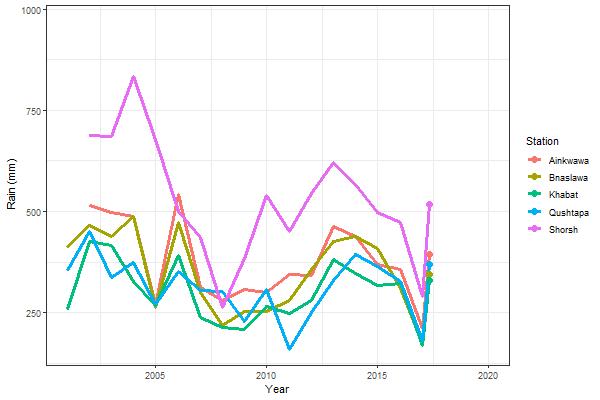 1000
750
500
250
Rain (mm)
2005
2010
2015
2020
Year
Station
Ainkwawa
Bnaslawa
Khabat
Qushtapa
Shorsh